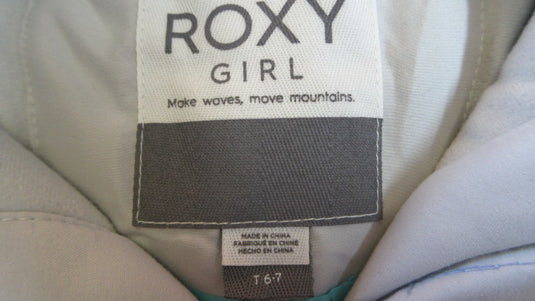 ROXY
GIRL
Make waves, move mountains.
MADE IN CHINA
FABRIQUÉ EN CHINE
HECHO EN CHINA
T 6-7